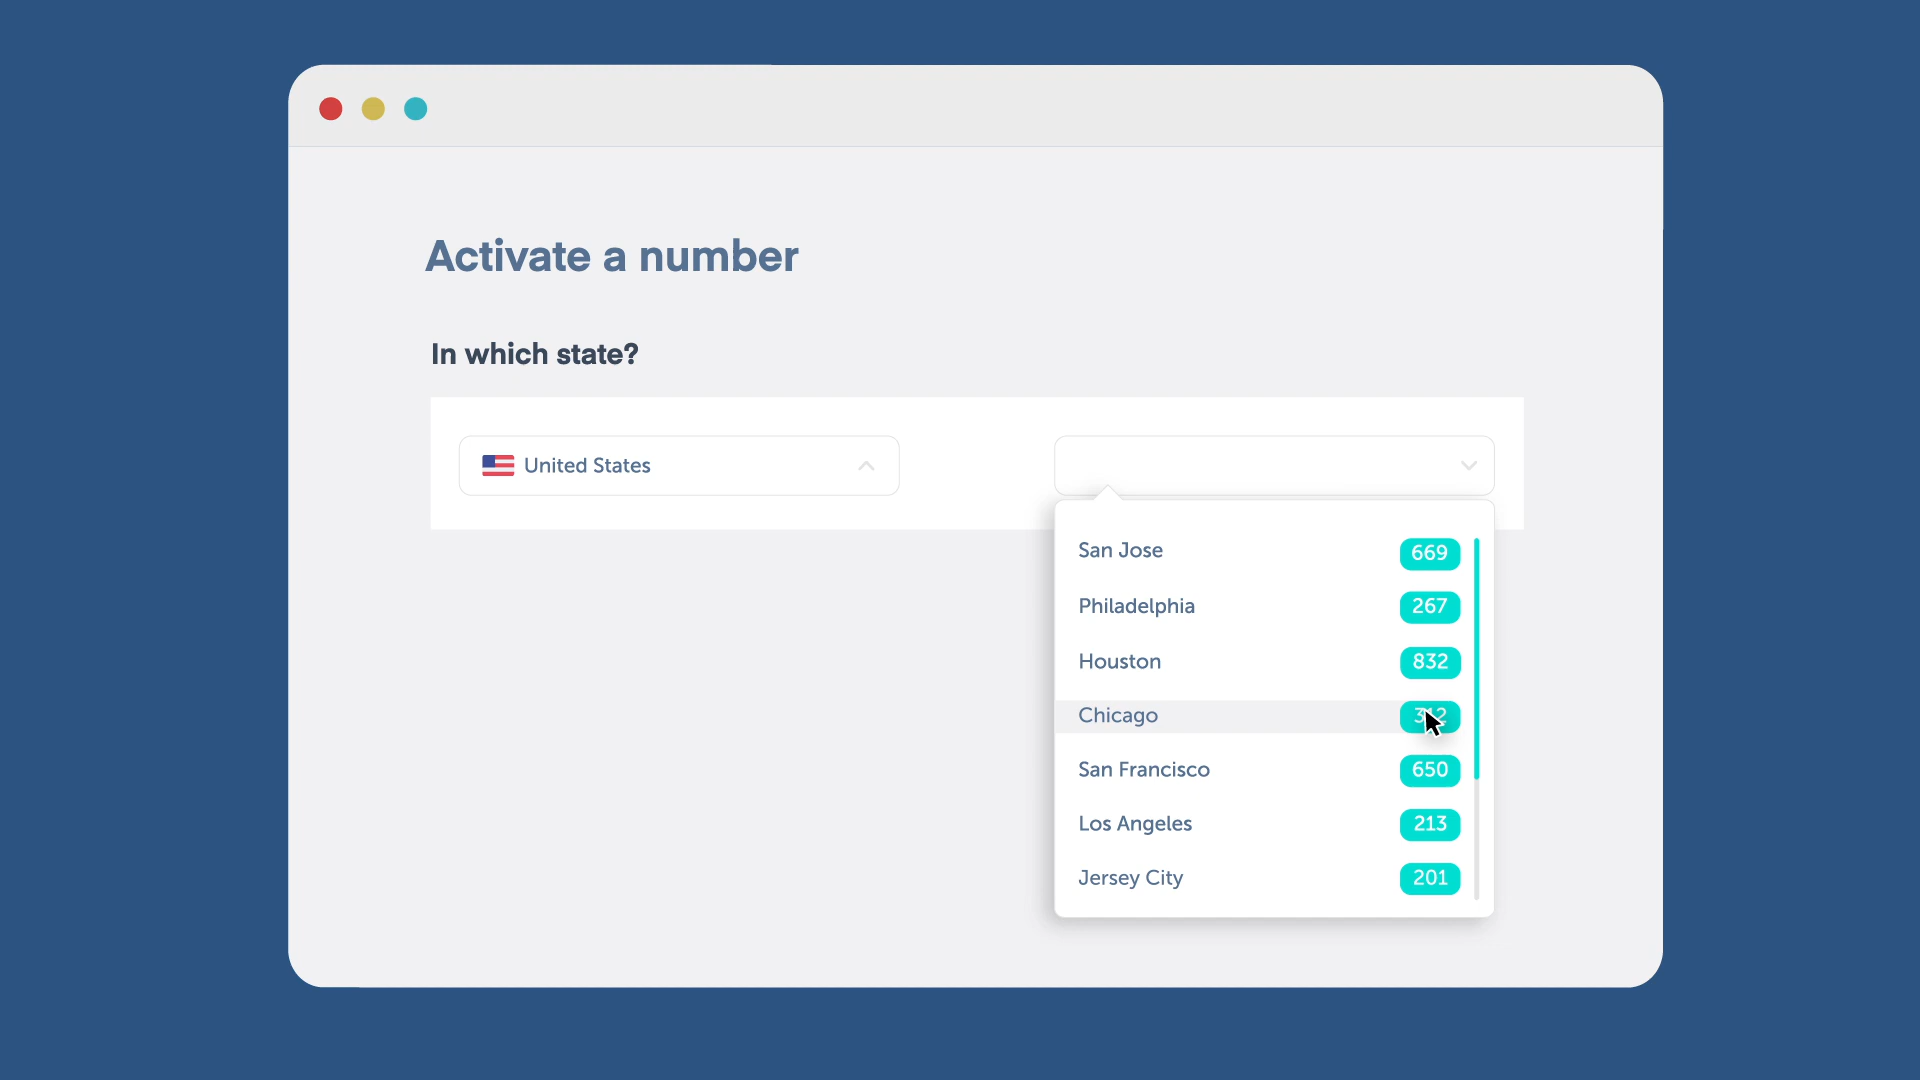 Activate a number
In which state?
United States
San Jose 669
Philadelphia 267
Houston 832
Chicago 312
San Francisco 650
Los Angeles 213
Jersey City 201